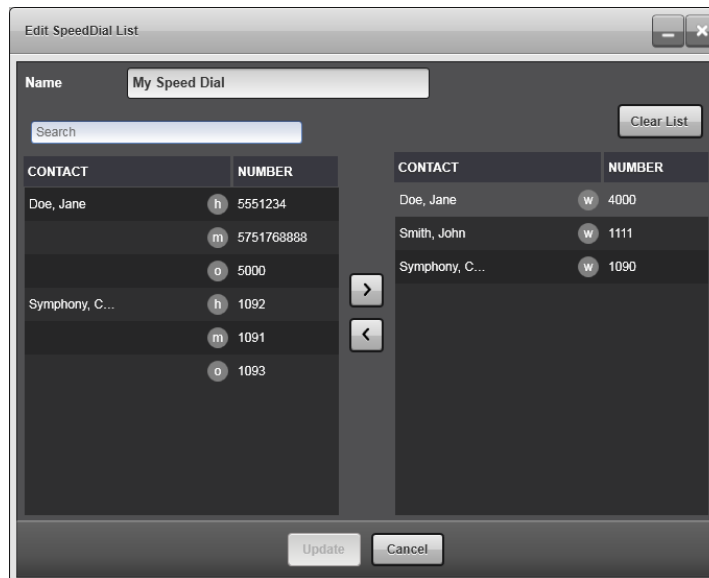 Edit SpeedDial List
Name My Speed Dial
Search
Clear List
CONTACT NUMBER
Doe, Jane h 5551234
m 5751768888
o 5000
Symphony, C... h 1092
m 1091
o 1093
>
<
CONTACT NUMBER
Doe, Jane w 4000
Smith, John w 1111
Symphony, C... w 1090
Update Cancel